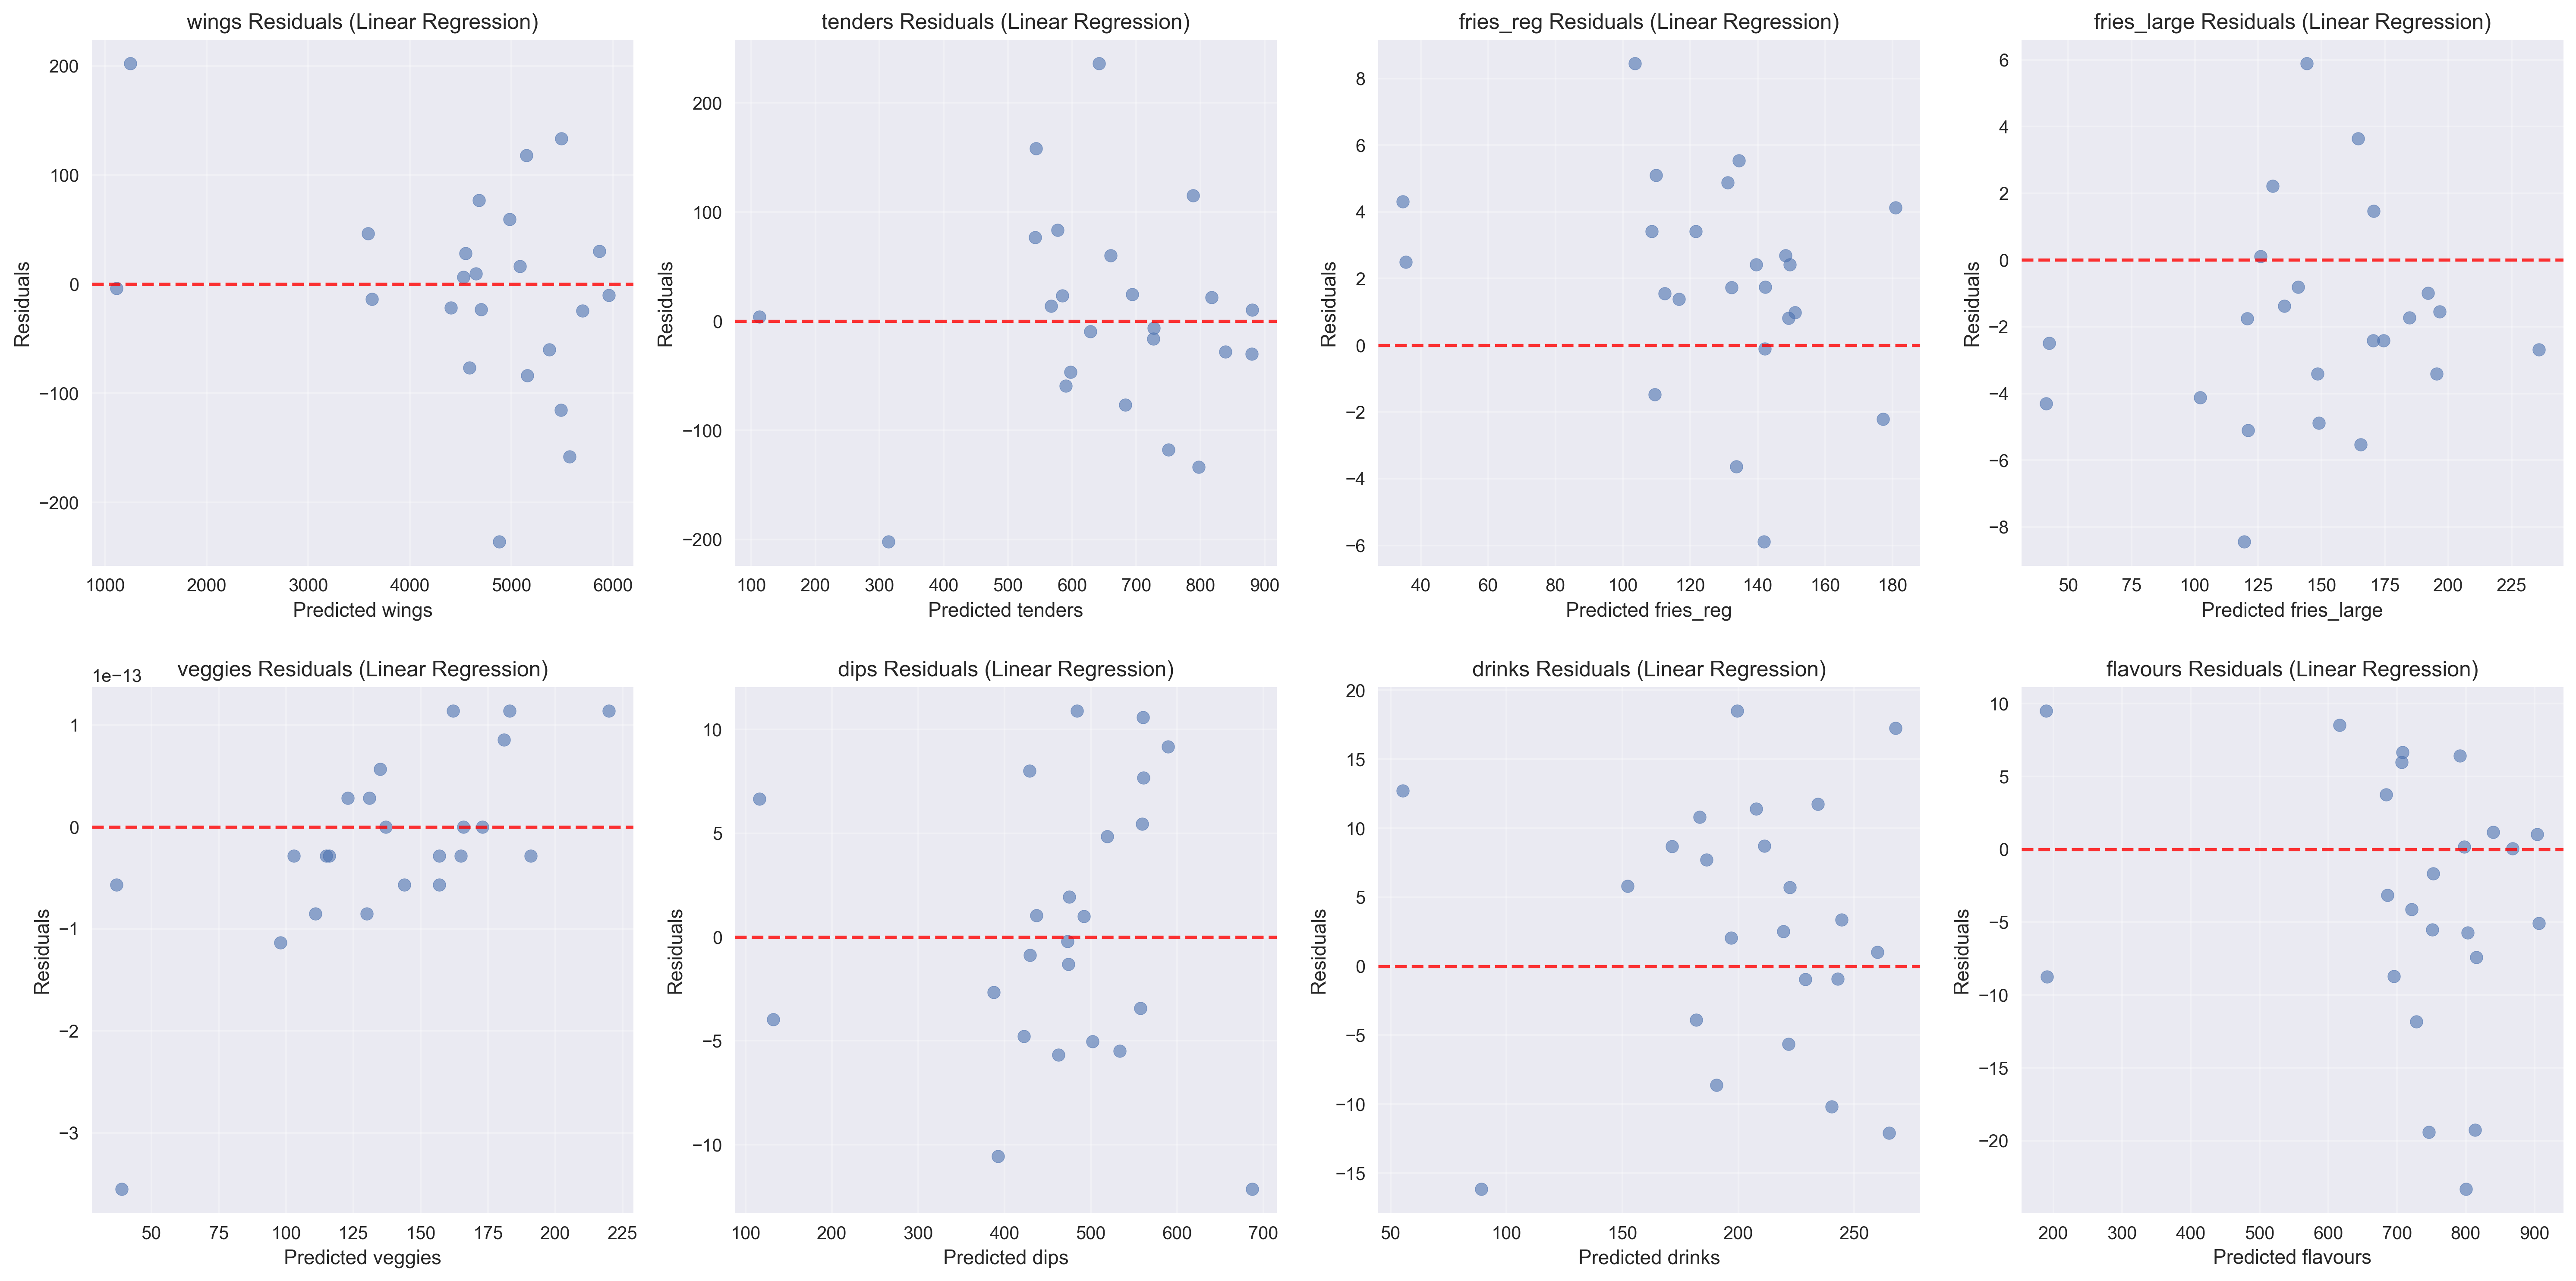 wings Residuals (Linear Regression)
200
100
0
−100
−200
Residuals
1000 2000 3000 4000 5000 6000
Predicted wings
tenders Residuals (Linear Regression)
200
100
0
−100
−200
Residuals
100 200 300 400 500 600 700 800 900
Predicted tenders
fries_reg Residuals (Linear Regression)
8
6
4
2
0
−2
−4
−6
Residuals
40 60 80 100 120 140 160 180
Predicted fries_reg
fries_large Residuals (Linear Regression)
6
4
2
0
−2
−4
−6
−8
Residuals
50 75 100 125 150 175 200 225
Predicted fries_large
1e−13
veggies Residuals (Linear Regression)
1
0
−1
−2
−3
Residuals
50 75 100 125 150 175 200 225
Predicted veggies
dips Residuals (Linear Regression)
10
5
0
−5
−10
Residuals
100 200 300 400 500 600 700
Predicted dips
drinks Residuals (Linear Regression)
20
15
10
5
0
−5
−10
−15
Residuals
50 100 150 200 250
Predicted drinks
flavours Residuals (Linear Regression)
10
5
0
−5
−10
−15
−20
Residuals
200 300 400 500 600 700 800 900
Predicted flavours